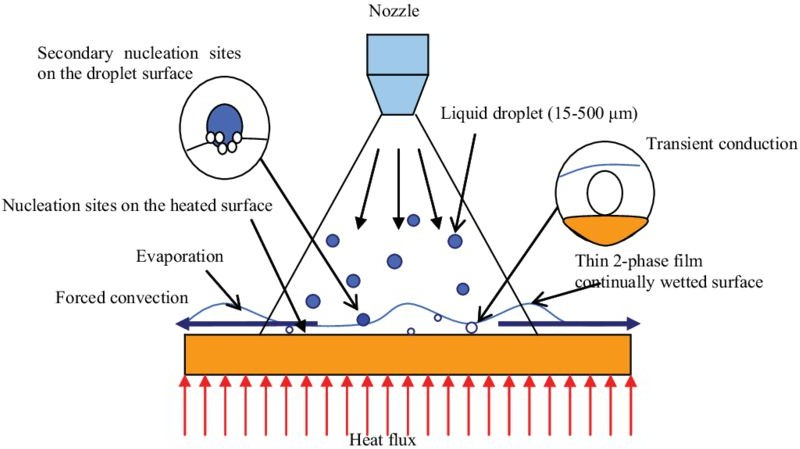 Nozzle
Secondary nucleation sites
on the droplet surface
Liquid droplet (15-500 µm)
Transient conduction
Nucleation sites on the heated surface
Evaporation
Thin 2-phase film
continually wetted surface
Forced convection
Heat flux